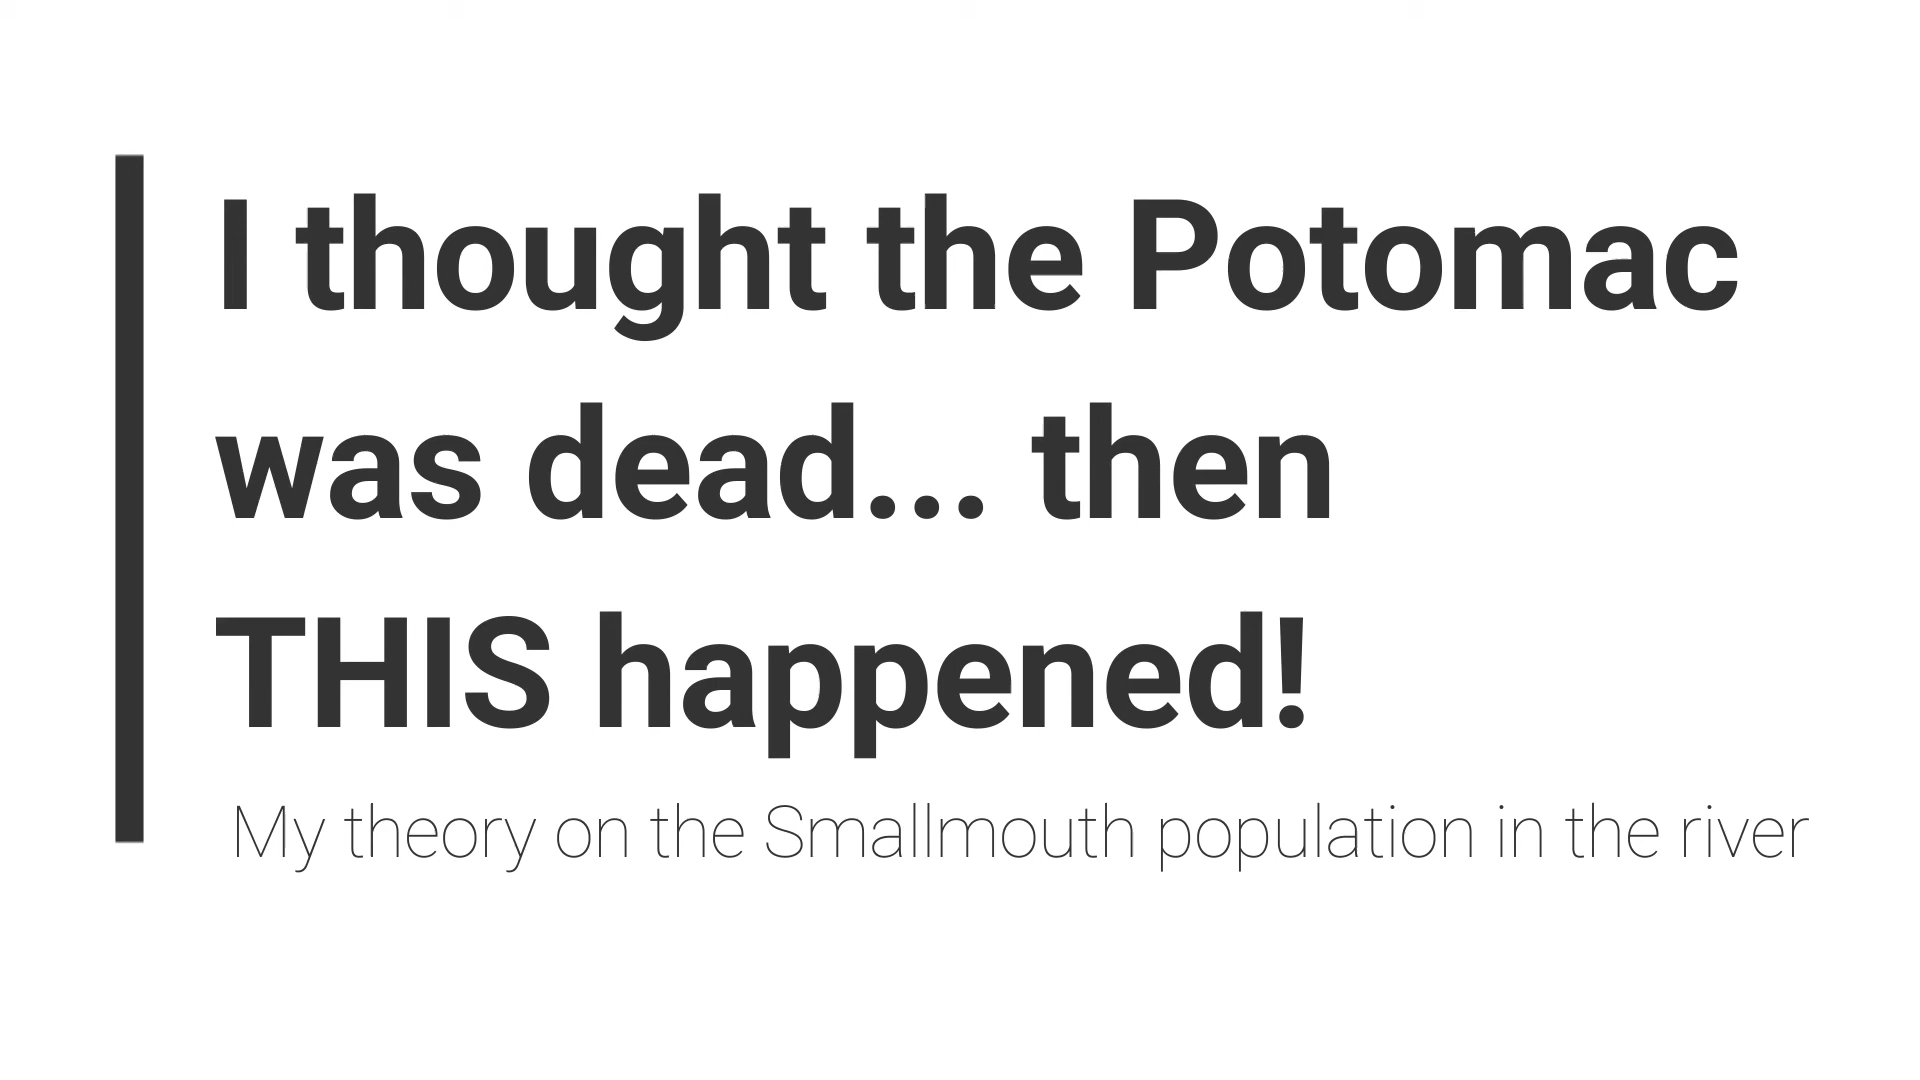 I thought the Potomac
was dead... then
THIS happened!
My theory on the Smallmouth population in the river